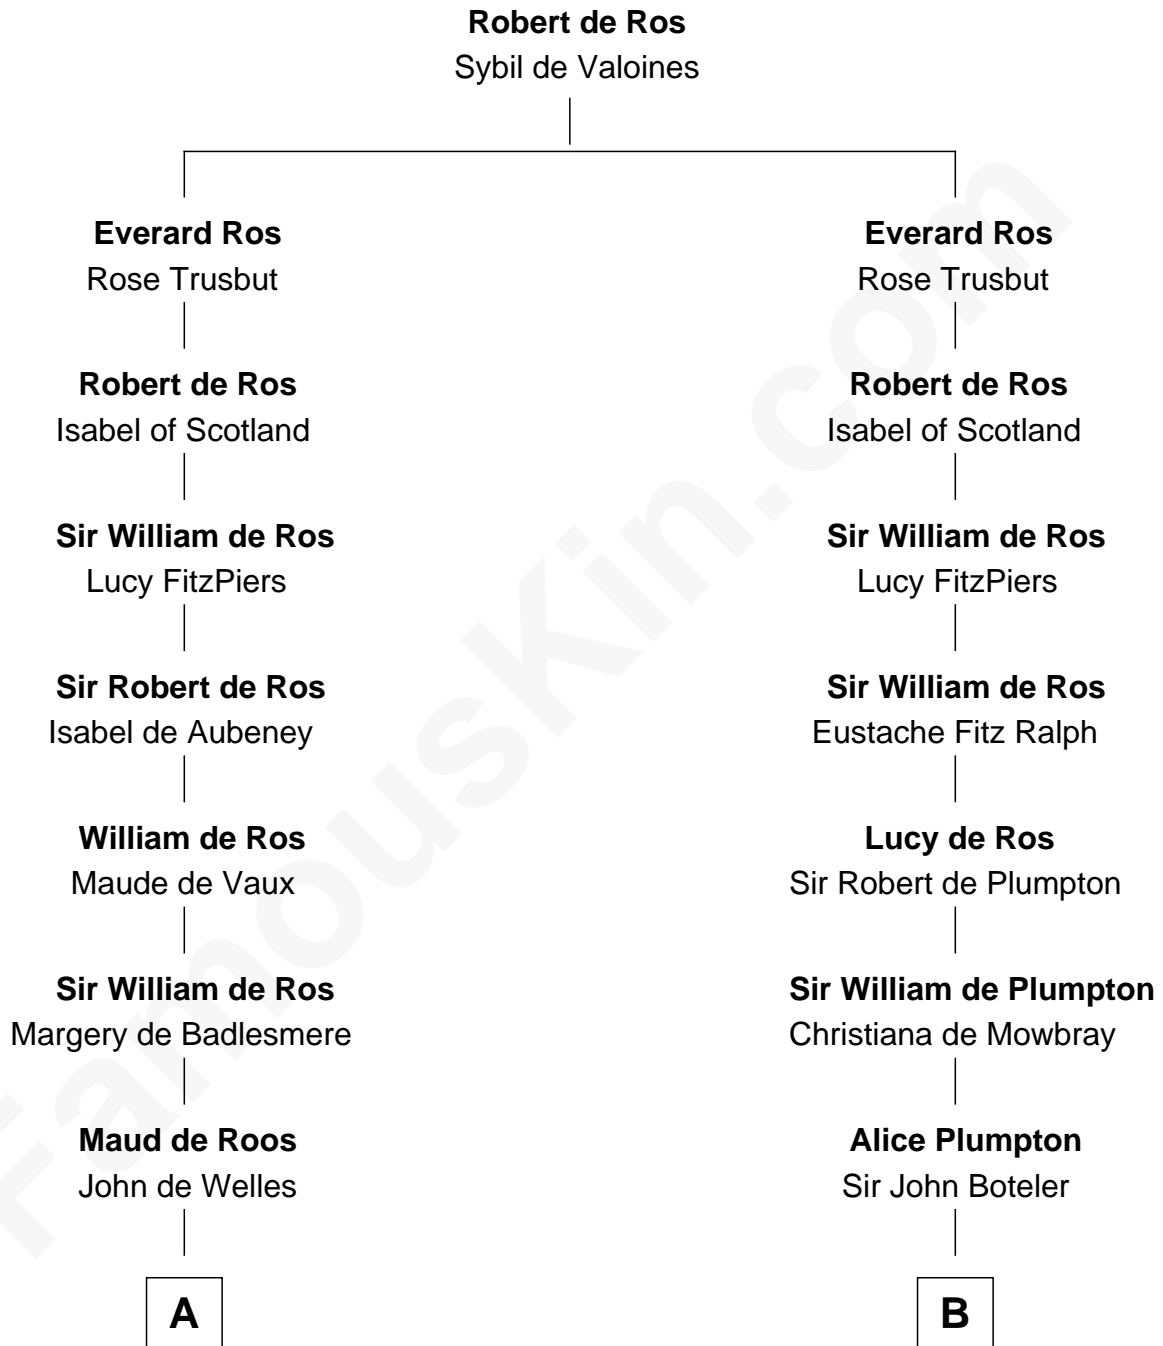 Robert de Ros
Sybil de Valoines
Everard Ros
Rose Trusbut
Robert de Ros
Isabel of Scotland
Sir William de Ros
Lucy FitzPiers
Sir Robert de Ros
Isabel de Aubeney
William de Ros
Maude de Vaux
Sir William de Ros
Margery de Badlesmere
Maud de Roos
John de Welles
A
Everard Ros
Rose Trusbut
Robert de Ros
Isabel of Scotland
Sir William de Ros
Lucy FitzPiers
Sir William de Ros
Eustache Fitz Ralph
Lucy de Ros
Sir Robert de Plumpton
Sir William de Plumpton
Christiana de Mowbray
Alice Plumpton
Sir John Boteler
B
FamousKin.com